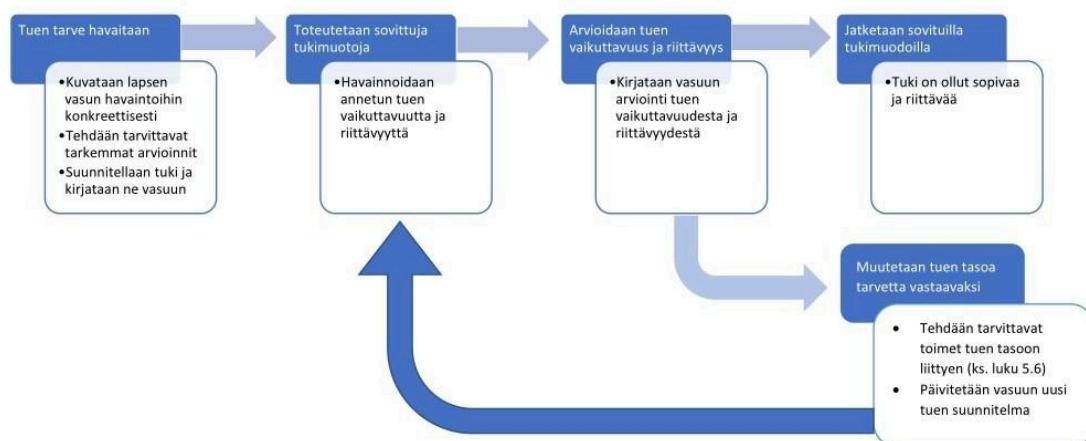 Tuen tarve havaitaan
•Kuvataan lapsen
vasun havaintoihin
konkreettisesti
•Tehdään tarvittavat
tarkemmat arvioinnit
•Suunnitellaan tuki ja
kirjataan ne vasuun
Toteutetaan sovittuja
tukimuotoja
•Havainnoidaan
annetun tuen
vaikuttavuutta ja
riittävyyttä
Arvioidaan tuen
vaikuttavuus ja riittävyys
•Kirjataan vasuun
arviointi tuen
vaikuttavuudesta ja
riittävyydestä
Jatketaan sovituilla
tukimuodoilla
•Tuki on ollut sopivaa
ja riittävää
Muutetaan tuen tasoa
tarvetta vastaavaksi
• Tehdään tarvittavat
toimet tuen tasoon
liittyen (ks. luku 5.6)
• Päivitetään vasuun uusi
tuen suunnitelma